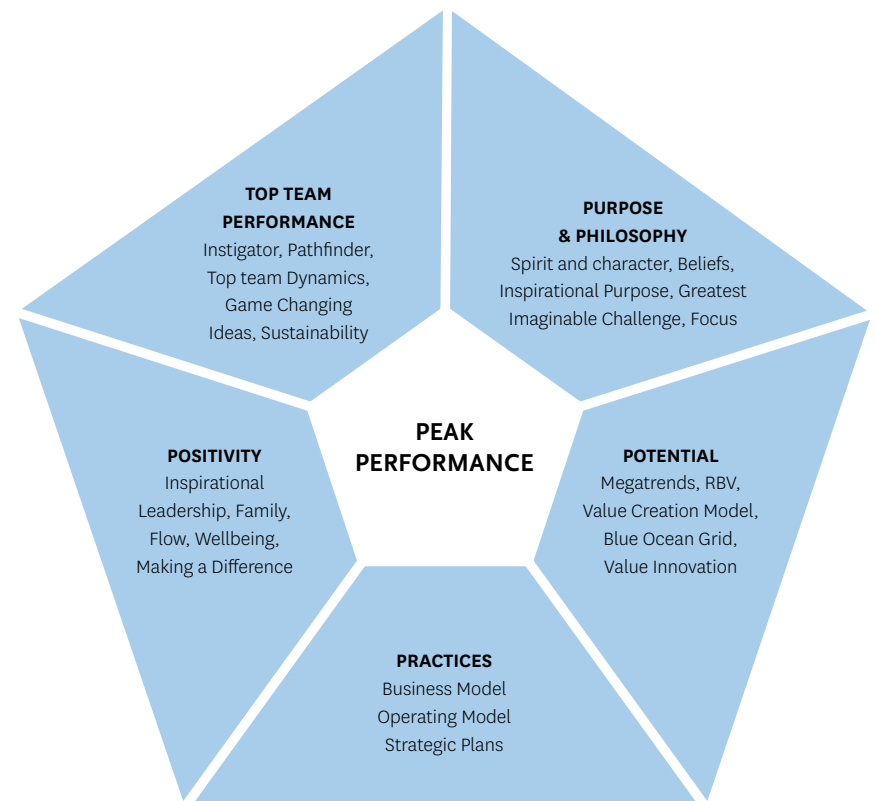 TOP TEAM
PERFORMANCE
Instigator, Pathfinder,
Top team Dynamics,
Game Changing
Ideas, Sustainability
PURPOSE
& PHILOSOPHY
Spirit and character, Beliefs,
Inspirational Purpose, Greatest
Imaginable Challenge, Focus
PEAK
PERFORMANCE
POSITIVITY
Inspirational
Leadership, Family,
Flow, Wellbeing,
Making a Difference
POTENTIAL
Megatrends, RBV,
Value Creation Model,
Blue Ocean Grid,
Value Innovation
PRACTICES
Business Model
Operating Model
Strategic Plans